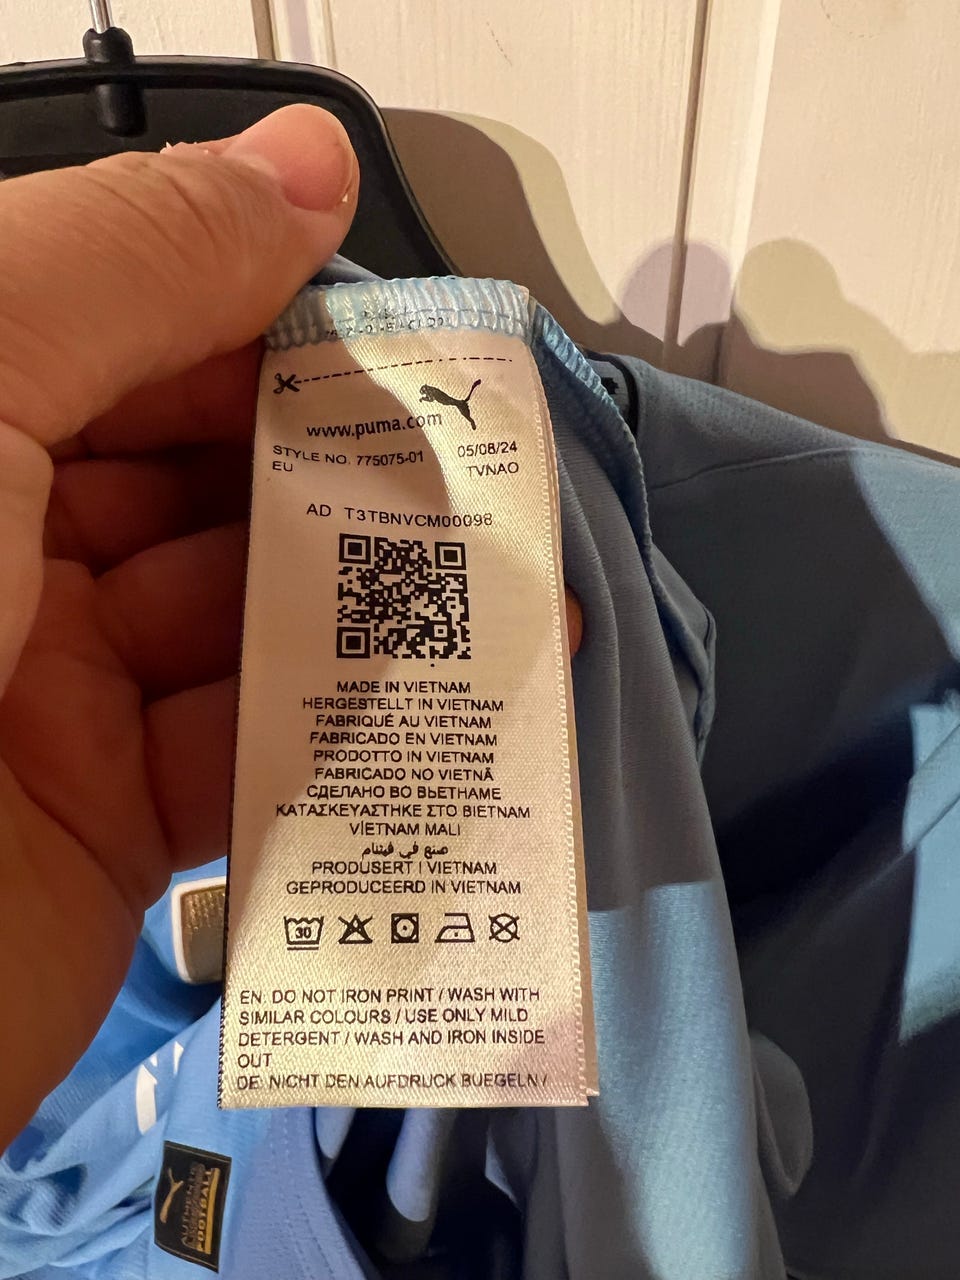 www.puma.com
STYLE NO. 775075-01 05/08/24
EU TVNAO
AD T3TBNVCM00098
MADE IN VIETNAM
HERGESTELLT IN VIETNAM
FABRIQUÉ AU VIETNAM
FABRICADO EN VIETNAM
PRODOTTO IN VIETNAM
FABRICADO NO VIETNÃ
СДЕЛАНО ВО ВЬЕТНАМЕ
ΚΑΤΑΣΚΕΥΑΣΤΗΚΕ ΣΤΟ ΒΙΕΤΝΑΜ
VİETNAM MALI
صنع في فيتنام
PRODUSERT I VIETNAM
GEPRODUCEERD IN VIETNAM
30
EN: DO NOT IRON PRINT / WASH WITH
SIMILAR COLOURS / USE ONLY MILD
DETERGENT / WASH AND IRON INSIDE
OUT
DE: NICHT DEN AUFDRUCK BUEGELN /
AUTHENTIC
FOOTBALL